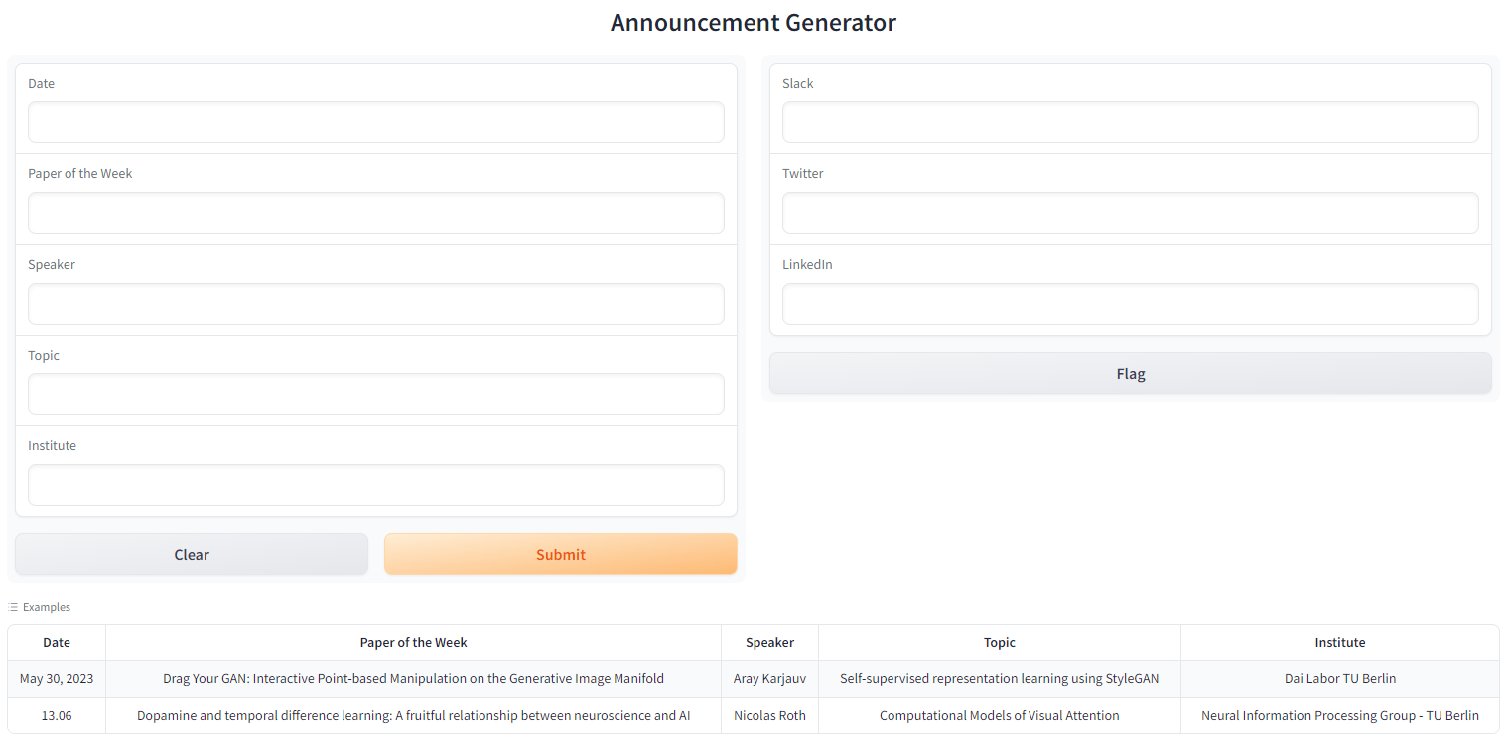 Announcement Generator
Date
Paper of the Week
Speaker
Topic
Institute
Clear Submit
Slack
Twitter
LinkedIn
Flag
Examples
Date Paper of the Week Speaker Topic Institute
May 30, 2023 Drag Your GAN: Interactive Point-based Manipulation on the Generative Image Manifold Aray Karjauv Self-supervised representation learning using StyleGAN Dai Labor TU Berlin
13.06 Dopamine and temporal difference learning: A fruitful relationship between neuroscience and AI Nicolas Roth Computational Models of Visual Attention Neural Information Processing Group - TU Berlin